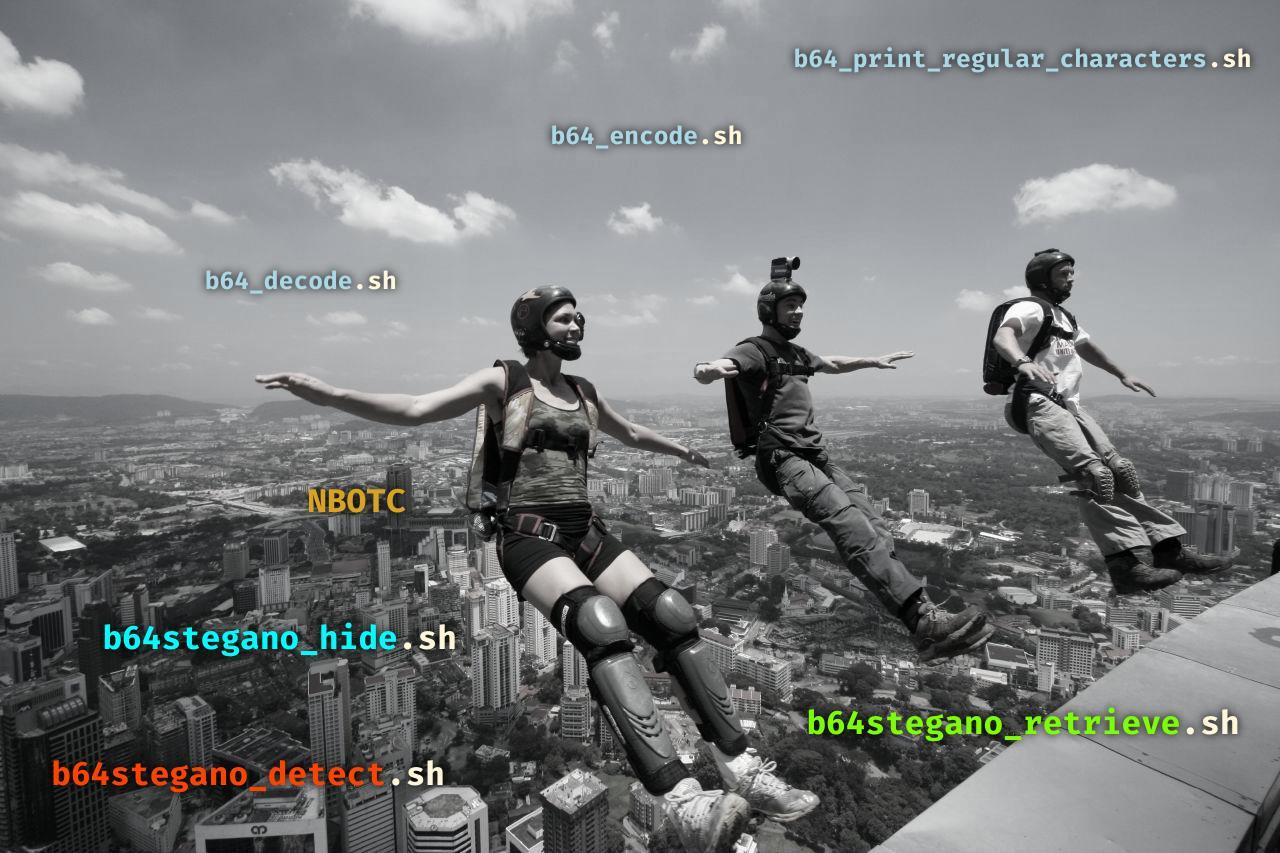 b64_print_regular_characters.sh
b64_encode.sh
b64_decode.sh
NBOTC
b64stegano_hide.sh
b64stegano_retrieve.sh
b64stegano_detect.sh